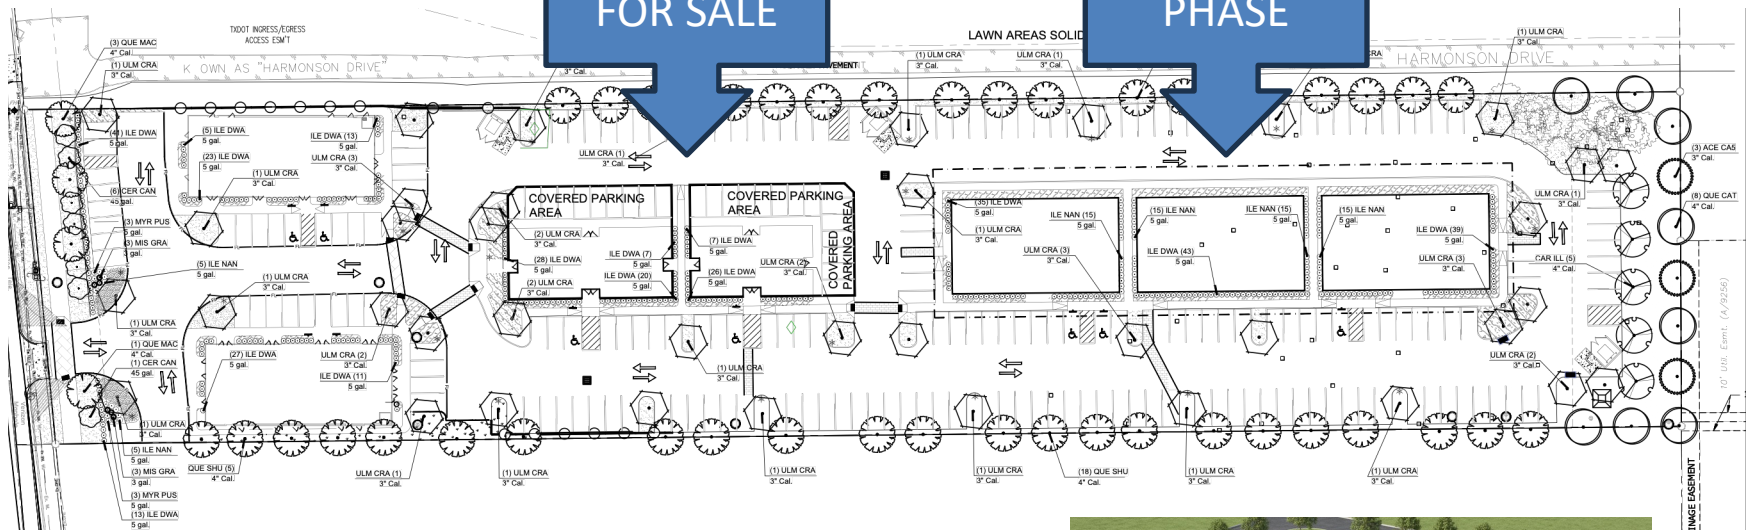 FOR SALE
PHASE
TXDOT INGRESS/EGRESS
ACCESS ESM'T
LAWN AREAS SOLID
K OWN AS "HARMONSON DRIVE"
HARMONSON DRIVE
(3) QUE MAC
4" Cal.
(1) ULM CRA
3" Cal.
3" Cal.
(1) ULM CRA
3" Cal.
ULM CRA (1)
3" Cal.
CRA
(1) ULM CRA
3" Cal.
(41) ILE DWA
5 gal.
(5) ILE DWA
5 gal.
ILE DWA (13)
5 gal.
(23) ILE DWA
5 gal.
ULM CRA (3)
3" Cal.
(1) ULM CRA
3" Cal.
ULM CRA (1)
3" Cal.
(3) ACE CAS
3" Cal.
(6) CER CAN
45 gal.
COVERED PARKING
AREA
COVERED PARKING
AREA
COVERED
PARKING AREA
(35) ILE DWA
5 gal.
ILE NAN (15)
5 gal.
(15) ILE NAN
5 gal.
ILE NAN (15)
5 gal.
(15) ILE NAN
5 gal.
ULM CRA (1)
3" Cal.
(8) QUE CAT
4" Cal.
(3) MYR PUS
5 gal.
(3) MIS GRA
3 gal.
(2) ULM CRA
3" Cal.
(7) ILE DWA
5 gal.
(1) ULM CRA
3" Cal.
ILE DWA (39)
5 gal.
ULM CRA (3)
3" Cal.
ILE DWA (43)
5 gal.
(5) ILE NAN
5 gal.
(28) ILE DWA
5 gal.
ILE DWA (7)
5 gal.
ULM CRA (2)
3" Cal.
ULM CRA (3)
3" Cal.
CAR ILL (5)
4" Cal.
(1) ULM CRA
3" Cal.
(2) ULM CRA
3" Cal.
ILE DWA (20)
5 gal.
(26) ILE DWA
5 gal.
(1) ULM CRA
3" Cal.
(1) QUE MAC
4" Cal.
(1) CER CAN
45 gal.
(27) ILE DWA
5 gal.
ULM CRA (2)
3" Cal.
ILE DWA (11)
5 gal.
(1) ULM CRA
3" Cal.
ULM CRA (2)
3" Cal.
10' Util. Esmt. (A/9256)
(1) ULM CRA
3" Cal.
(5) ILE NAN
5 gal.
(3) MIS GRA
3 gal.
(3) MYR PUS
5 gal.
(13) ILE DWA
5 gal.
QUE SHU (5)
4" Cal.
ULM CRA (1)
3" Cal.
(1) ULM CRA
3" Cal.
(1) ULM CRA
3" Cal.
(1) ULM CRA
3" Cal.
(18) QUE SHU
4" Cal.
(1) ULM CRA
3" Cal.
(1) ULM CRA
3" Cal.
INAGE EASEMENT